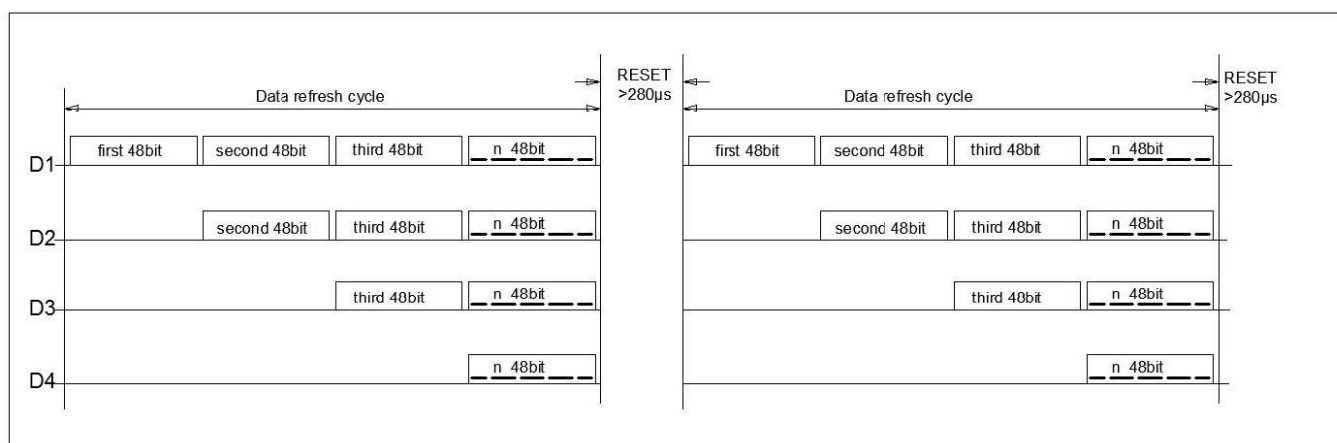 RESET
>280μs
RESET
>280μs
Data refresh cycle
Data refresh cycle
D1
first 48bit
second 48bit
third 48bit
n 48bit
first 48bit
second 48bit
third 48bit
n 48bit
D2
second 48bit
third 48bit
n 48bit
second 48bit
third 48bit
n 48bit
D3
third 48bit
n 48bit
third 48bit
n 48bit
D4
n 48bit
n 48bit